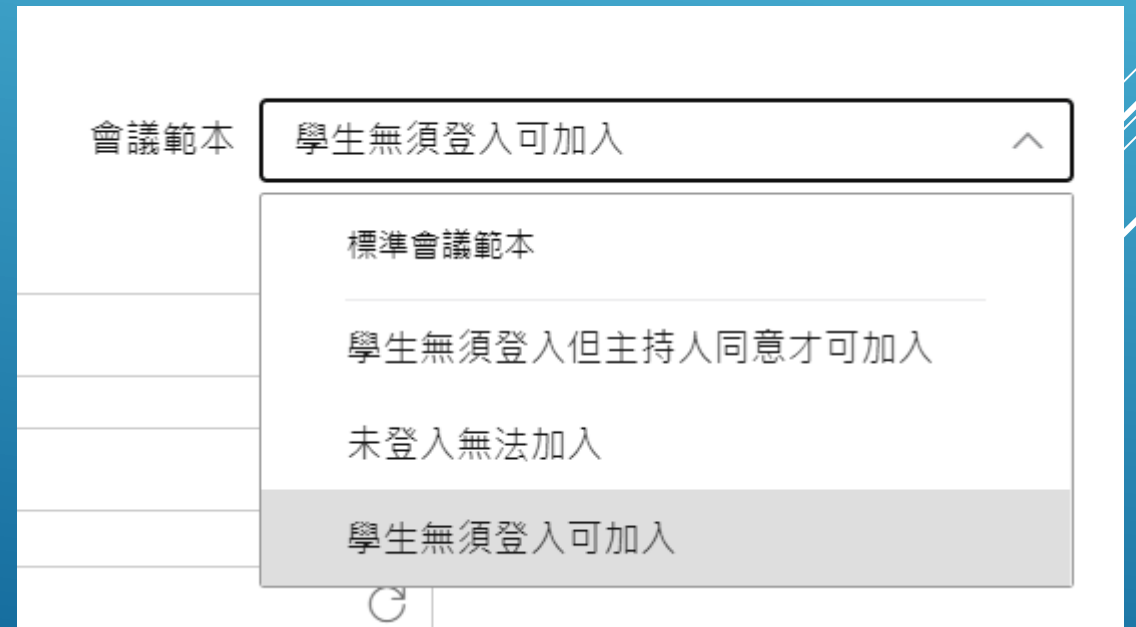 會議範本 學生無須登入可加入
標準會議範本
學生無須登入但主持人同意才可加入
未登入無法加入
學生無須登入可加入